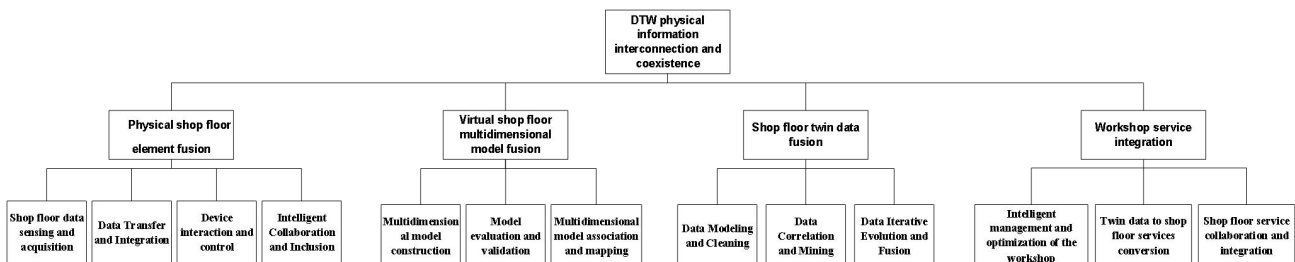 DTW physical
information
interconnection and
coexistence
Physical shop floor
element fusion
Virtual shop floor
multidimensional
model fusion
Shop floor twin data
fusion
Workshop service
integration
Shop floor data
sensing and
acquisition
Data Transfer
and Integration
Device
interaction and
control
Intelligent
Collaboration
and Inclusion
Multidimension
al model
construction
Model
evaluation and
validation
Multidimensional
model association
and mapping
Data Modeling
and Cleaning
Data
Correlation
and Mining
Data Iterative
Evolution and
Fusion
Intelligent
management and
optimization of the
workshop
Twin data to shop
floor services
conversion
Shop floor service
collaboration and
integration